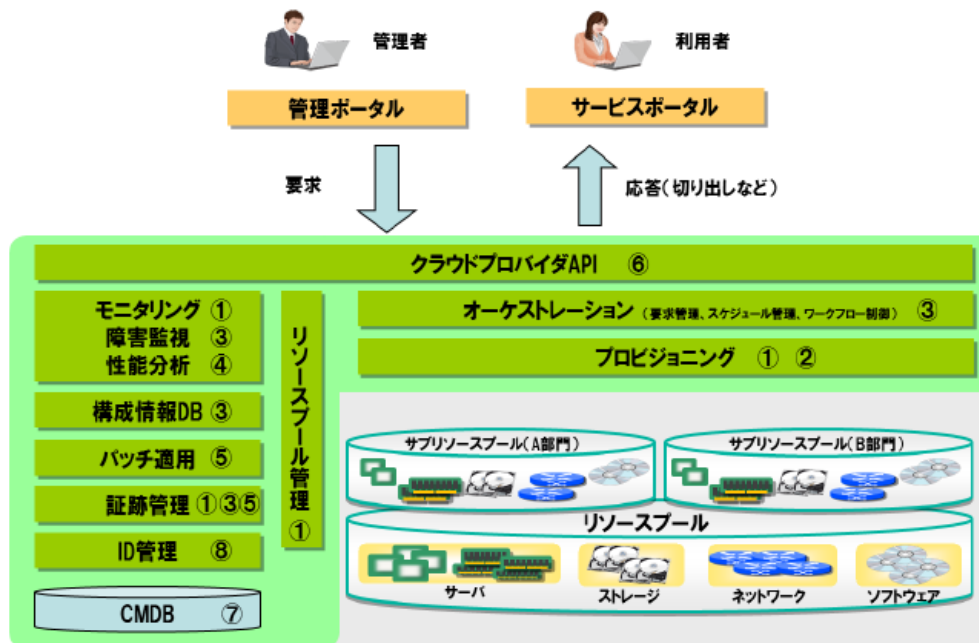 管理者
利用者
管理ポータル
サービスポータル
要求
応答(切り出しなど)
クラウドプロバイダAPI ⑥
モニタリング ①
障害監視 ③
性能分析 ④
構成情報DB ③
パッチ適用 ⑤
証跡管理 ①③⑤
ID管理 ⑧
CMDB ⑦
リソースプール管理 ①
オーケストレーション (要求管理、スケジュール管理、ワークフロー制御) ③
プロビジョニング ① ②
サブリソースプール(A部門)
サブリソースプール(B部門)
リソースプール
サーバ
ストレージ
ネットワーク
ソフトウェア